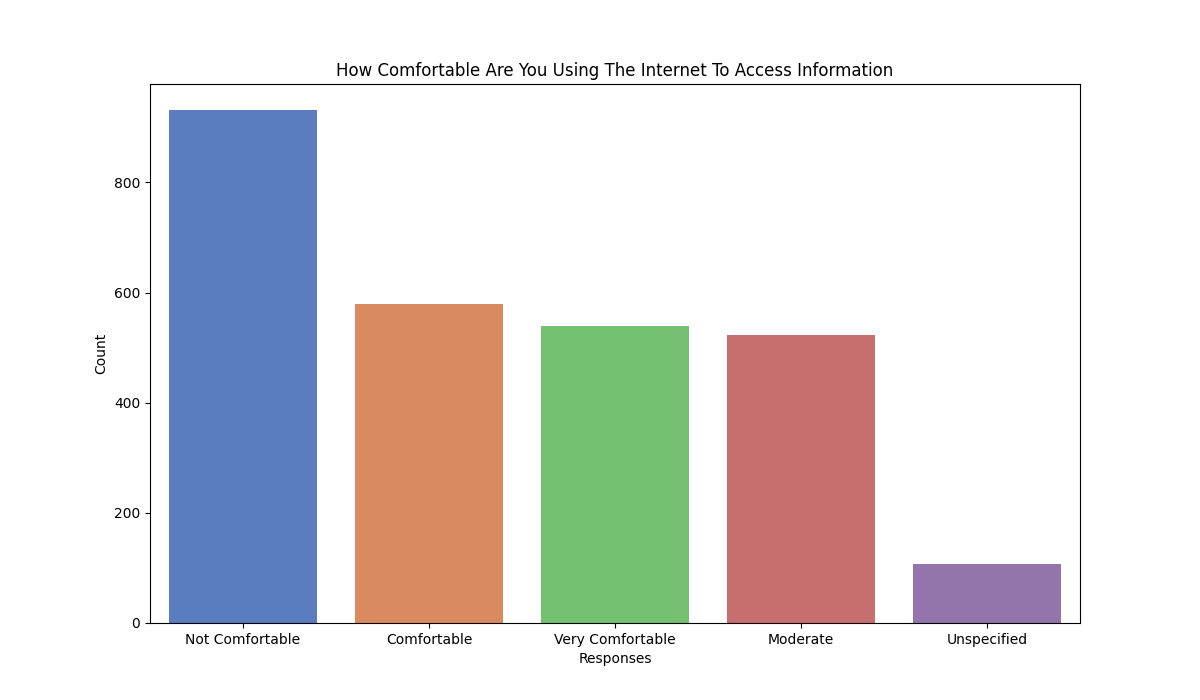 How Comfortable Are You Using The Internet To Access Information
800
600
400
200
0
Count
Not Comfortable
Comfortable
Very Comfortable
Moderate
Unspecified
Responses